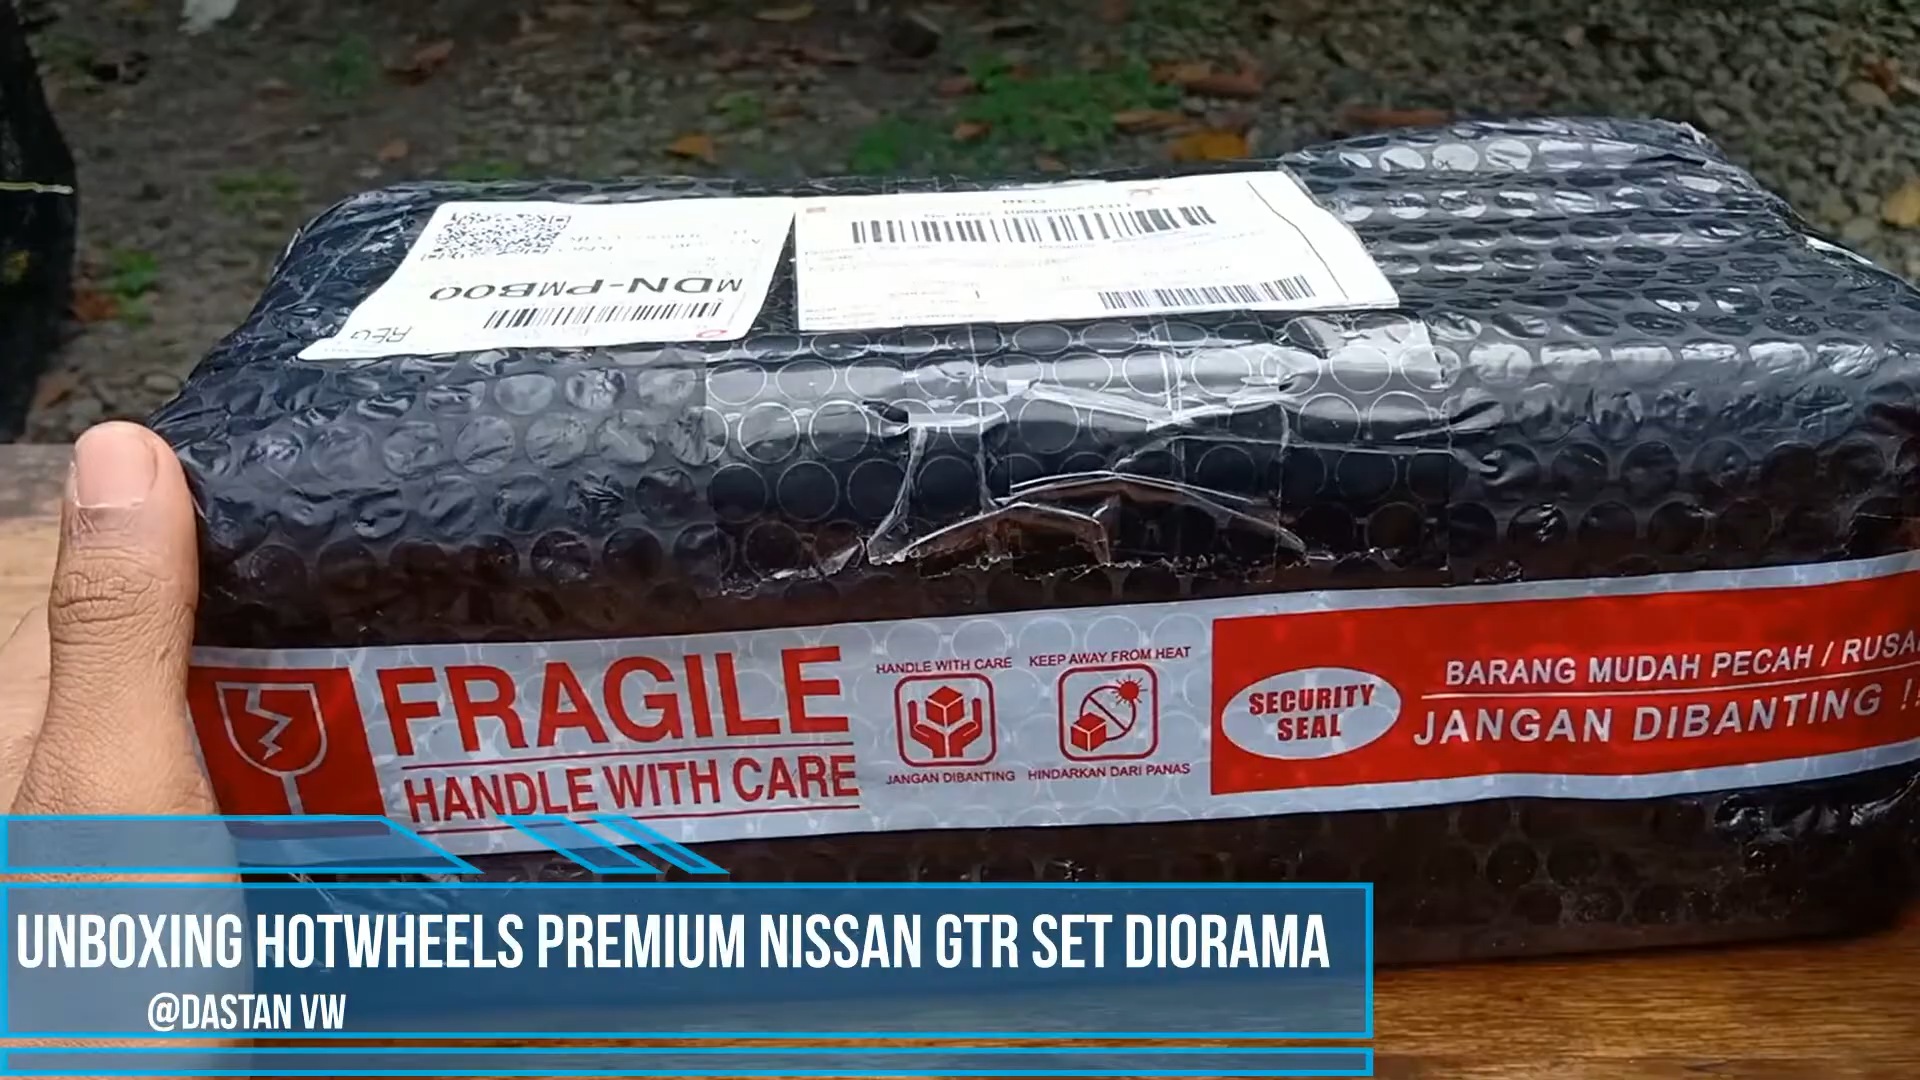 REG
MDN-PMB00
REG
FRAGILE
HANDLE WITH CARE
HANDLE WITH CARE
JANGAN DIBANTING
KEEP AWAY FROM HEAT
HINDARKAN DARI PANAS
SECURITY
SEAL
BARANG MUDAH PECAH / RUSA
JANGAN DIBANTING !!
UNBOXING HOTWHEELS PREMIUM NISSAN GTR SET DIORAMA
@DASTAN VW